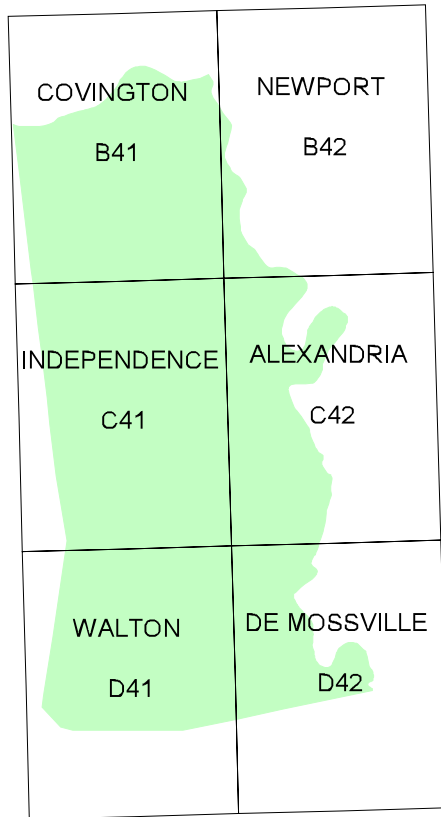 COVINGTON
B41
NEWPORT
B42
INDEPENDENCE
C41
ALEXANDRIA
C42
WALTON
D41
DE MOSSVILLE
D42